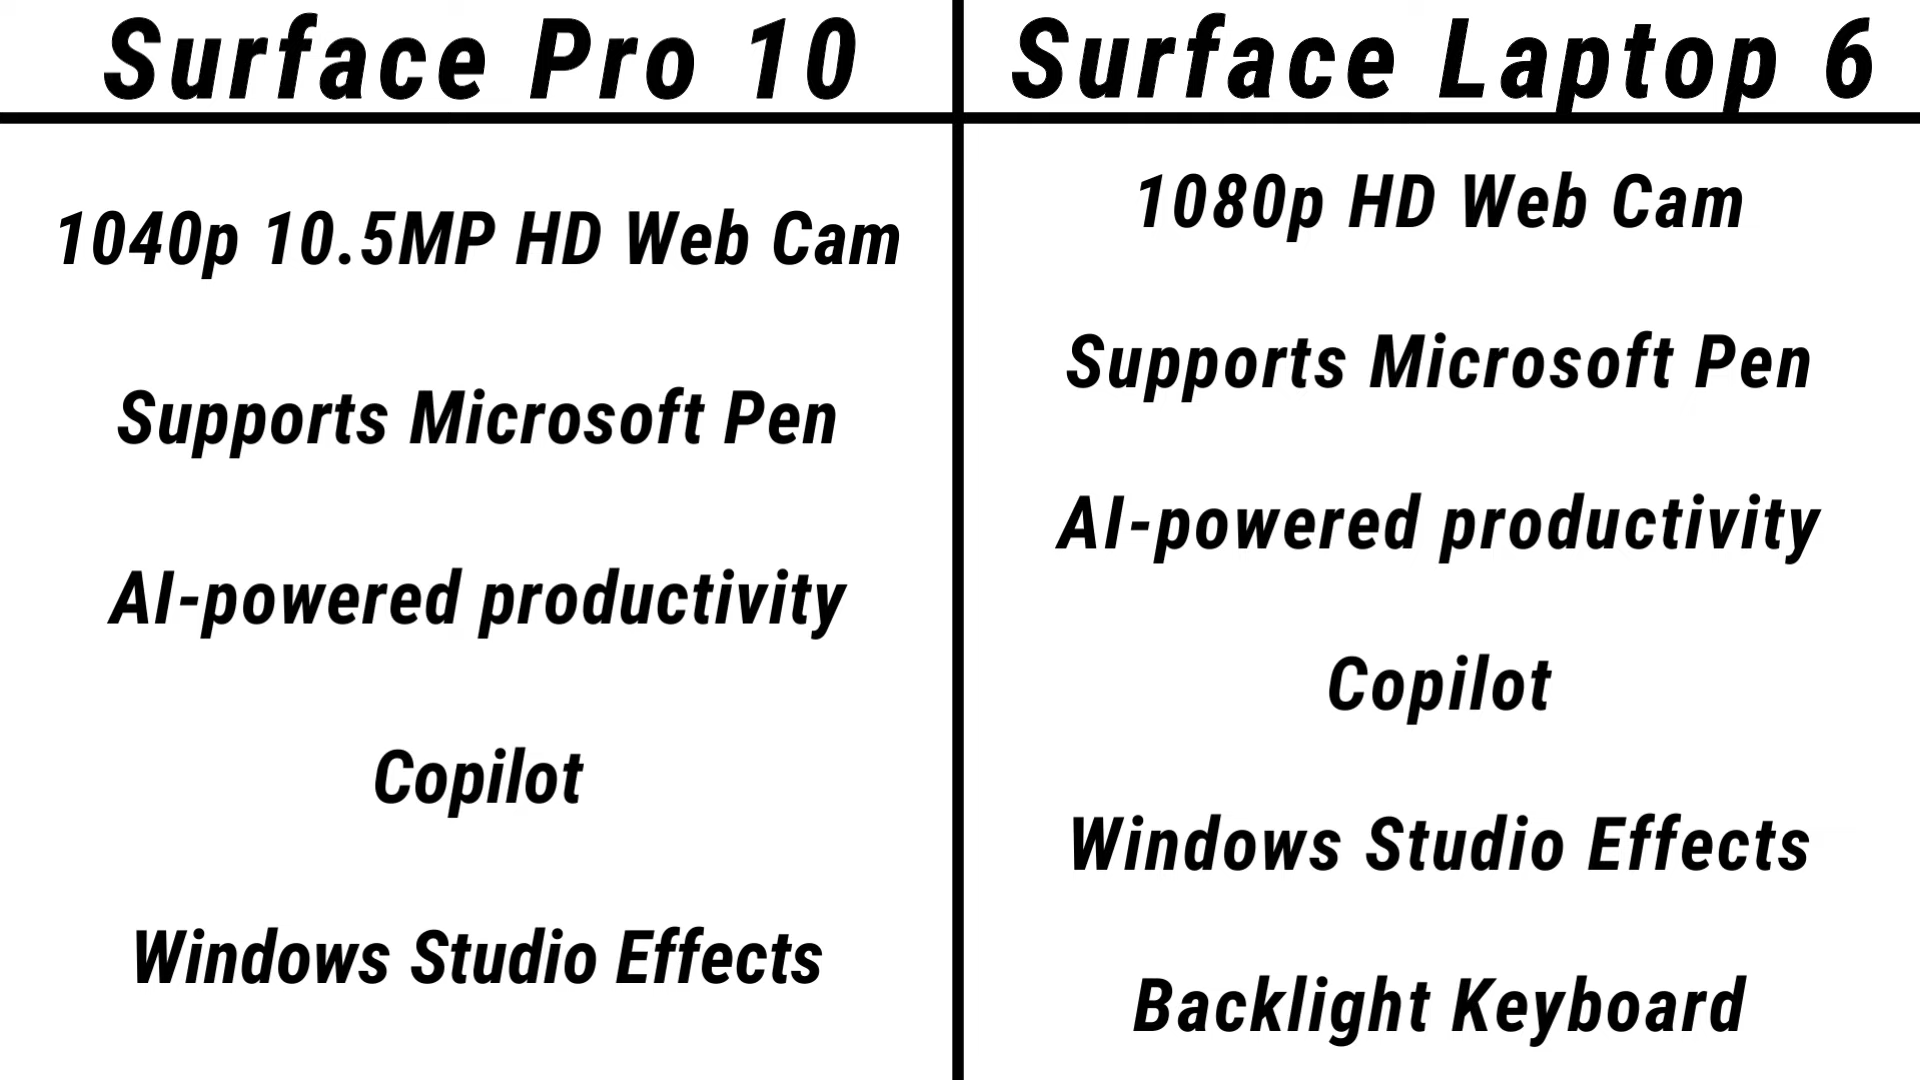 Surface Pro 10
1040p 10.5MP HD Web Cam
Supports Microsoft Pen
AI-powered productivity
Copilot
Windows Studio Effects
Surface Laptop 6
1080p HD Web Cam
Supports Microsoft Pen
AI-powered productivity
Copilot
Windows Studio Effects
Backlight Keyboard